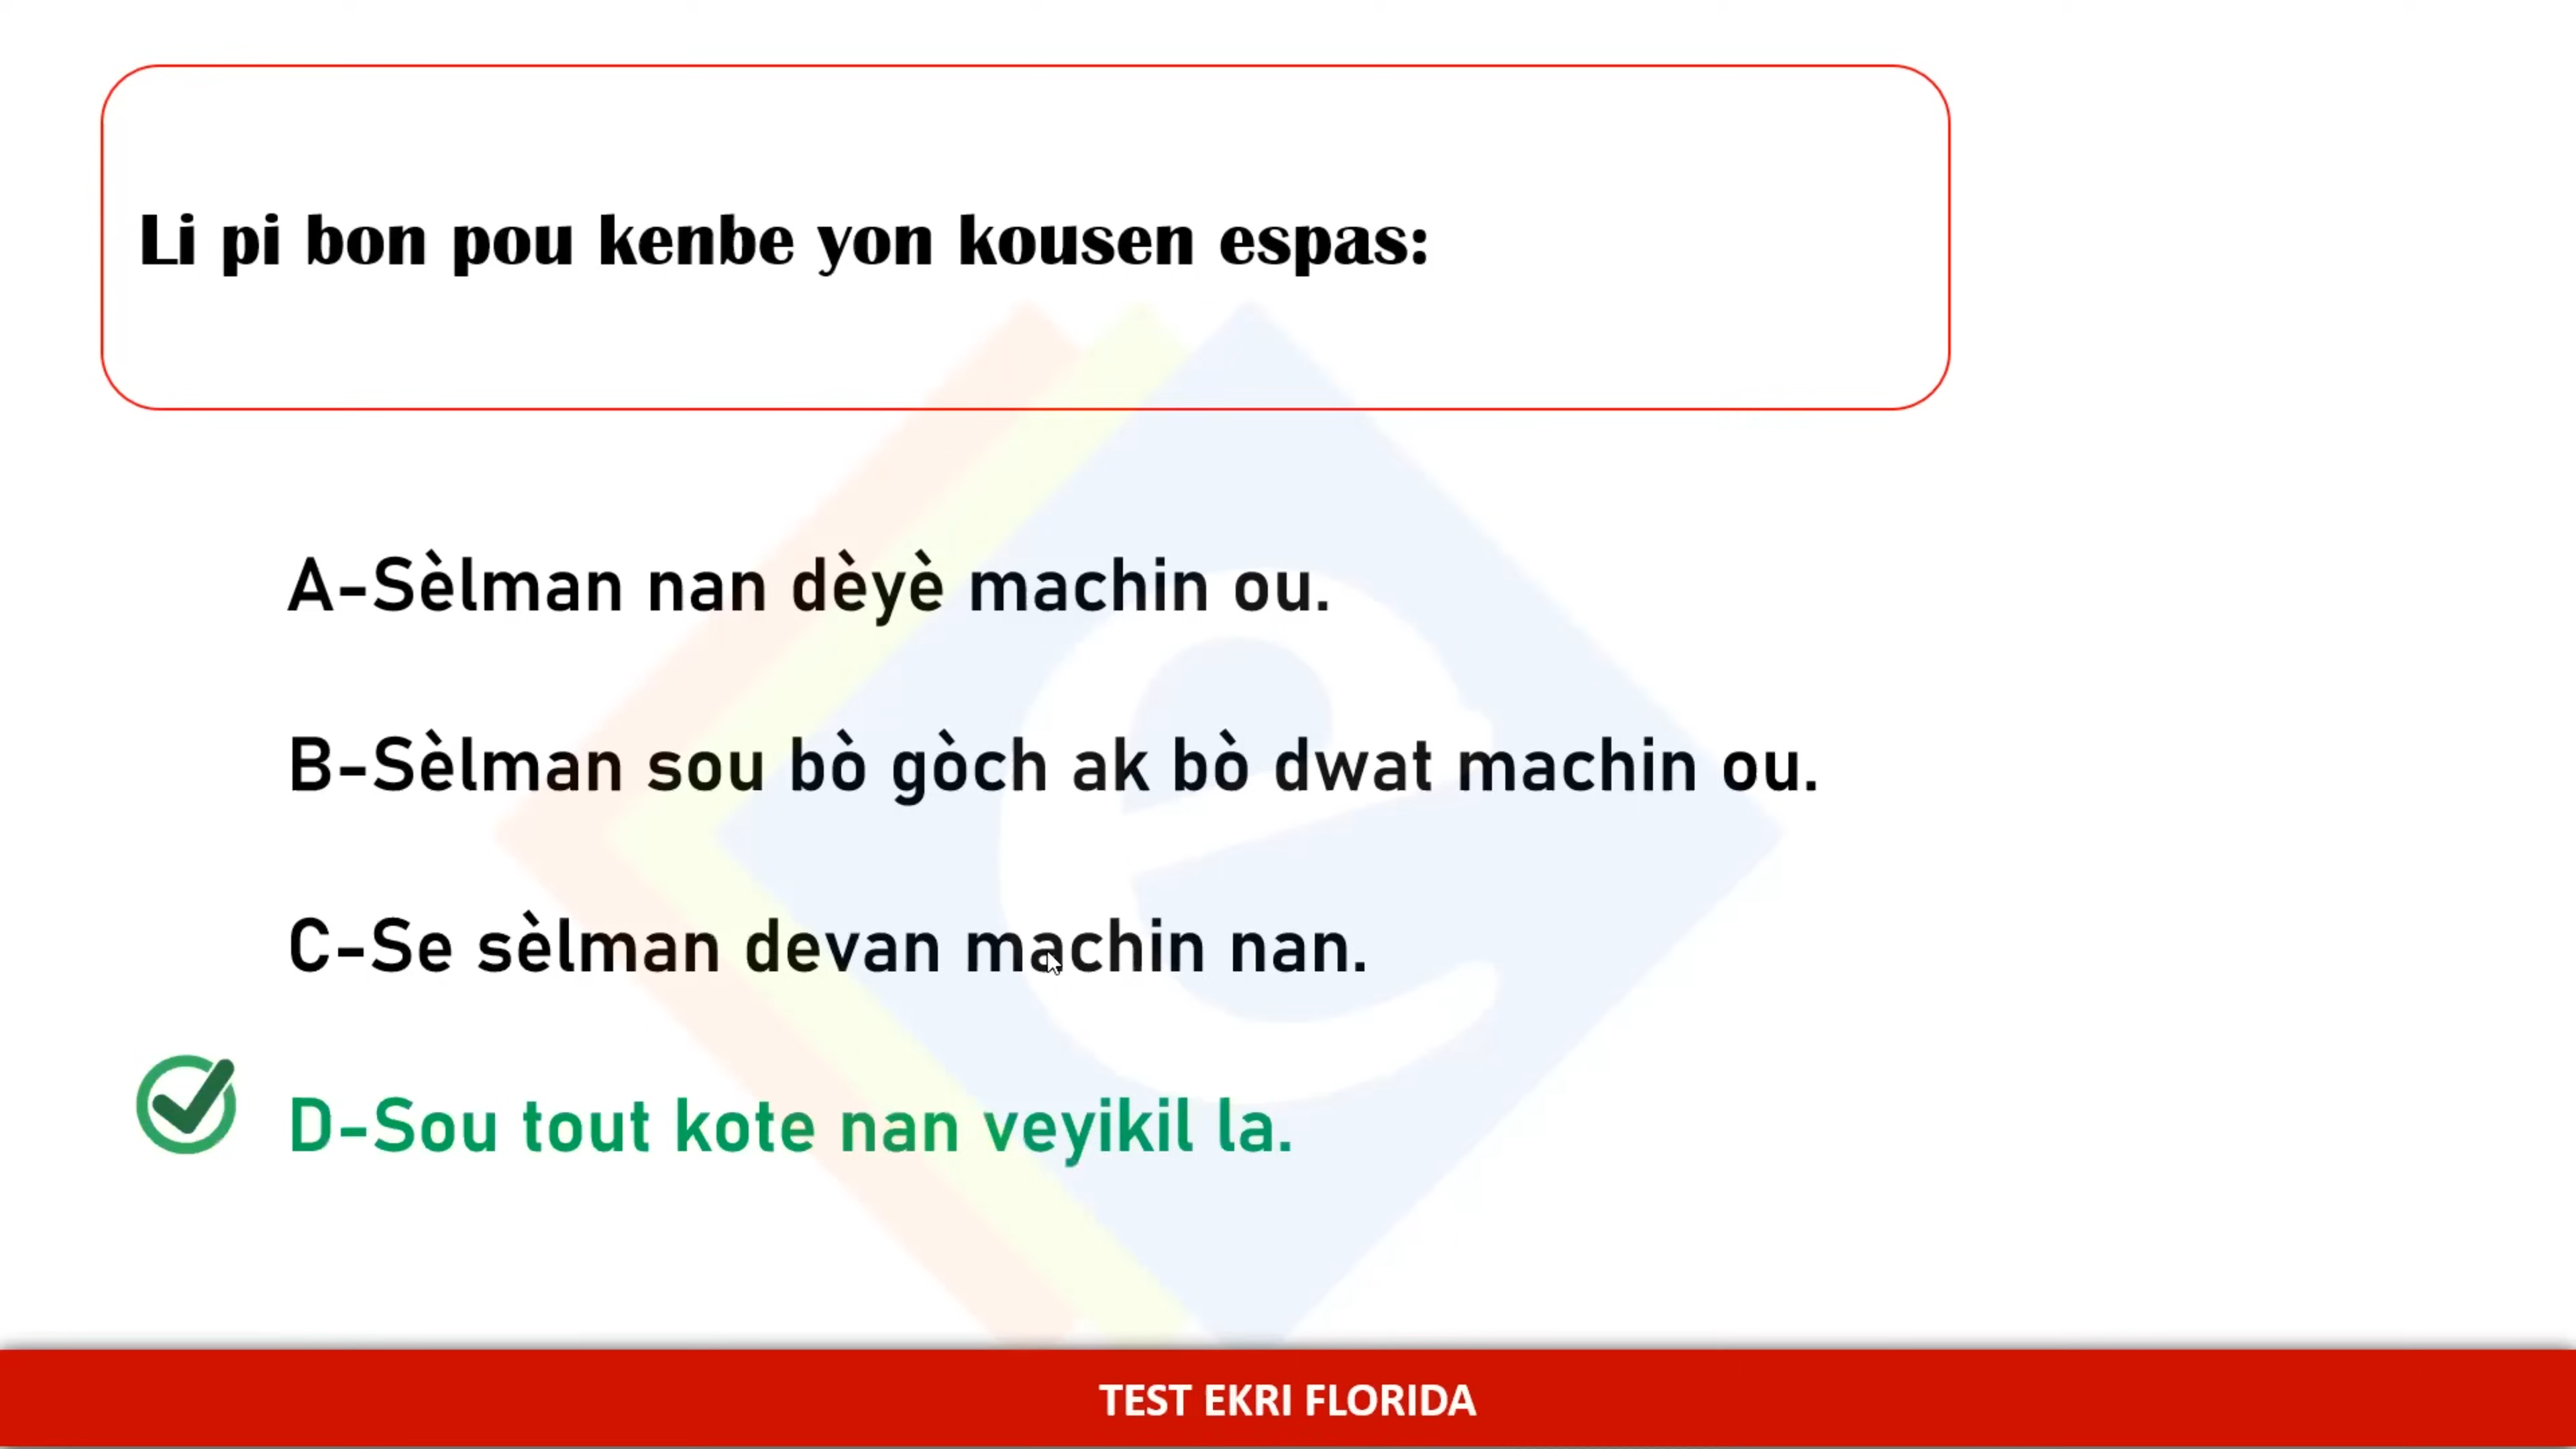 Li pi bon pou kenbe yon kousen espas:
A-Sèlman nan dèyè machin ou.
B-Sèlman sou bò gòch ak bò dwat machin ou.
C-Se sèlman devan machin nan.
D-Sou tout kote nan veyikil la.
TEST EKRI FLORIDA